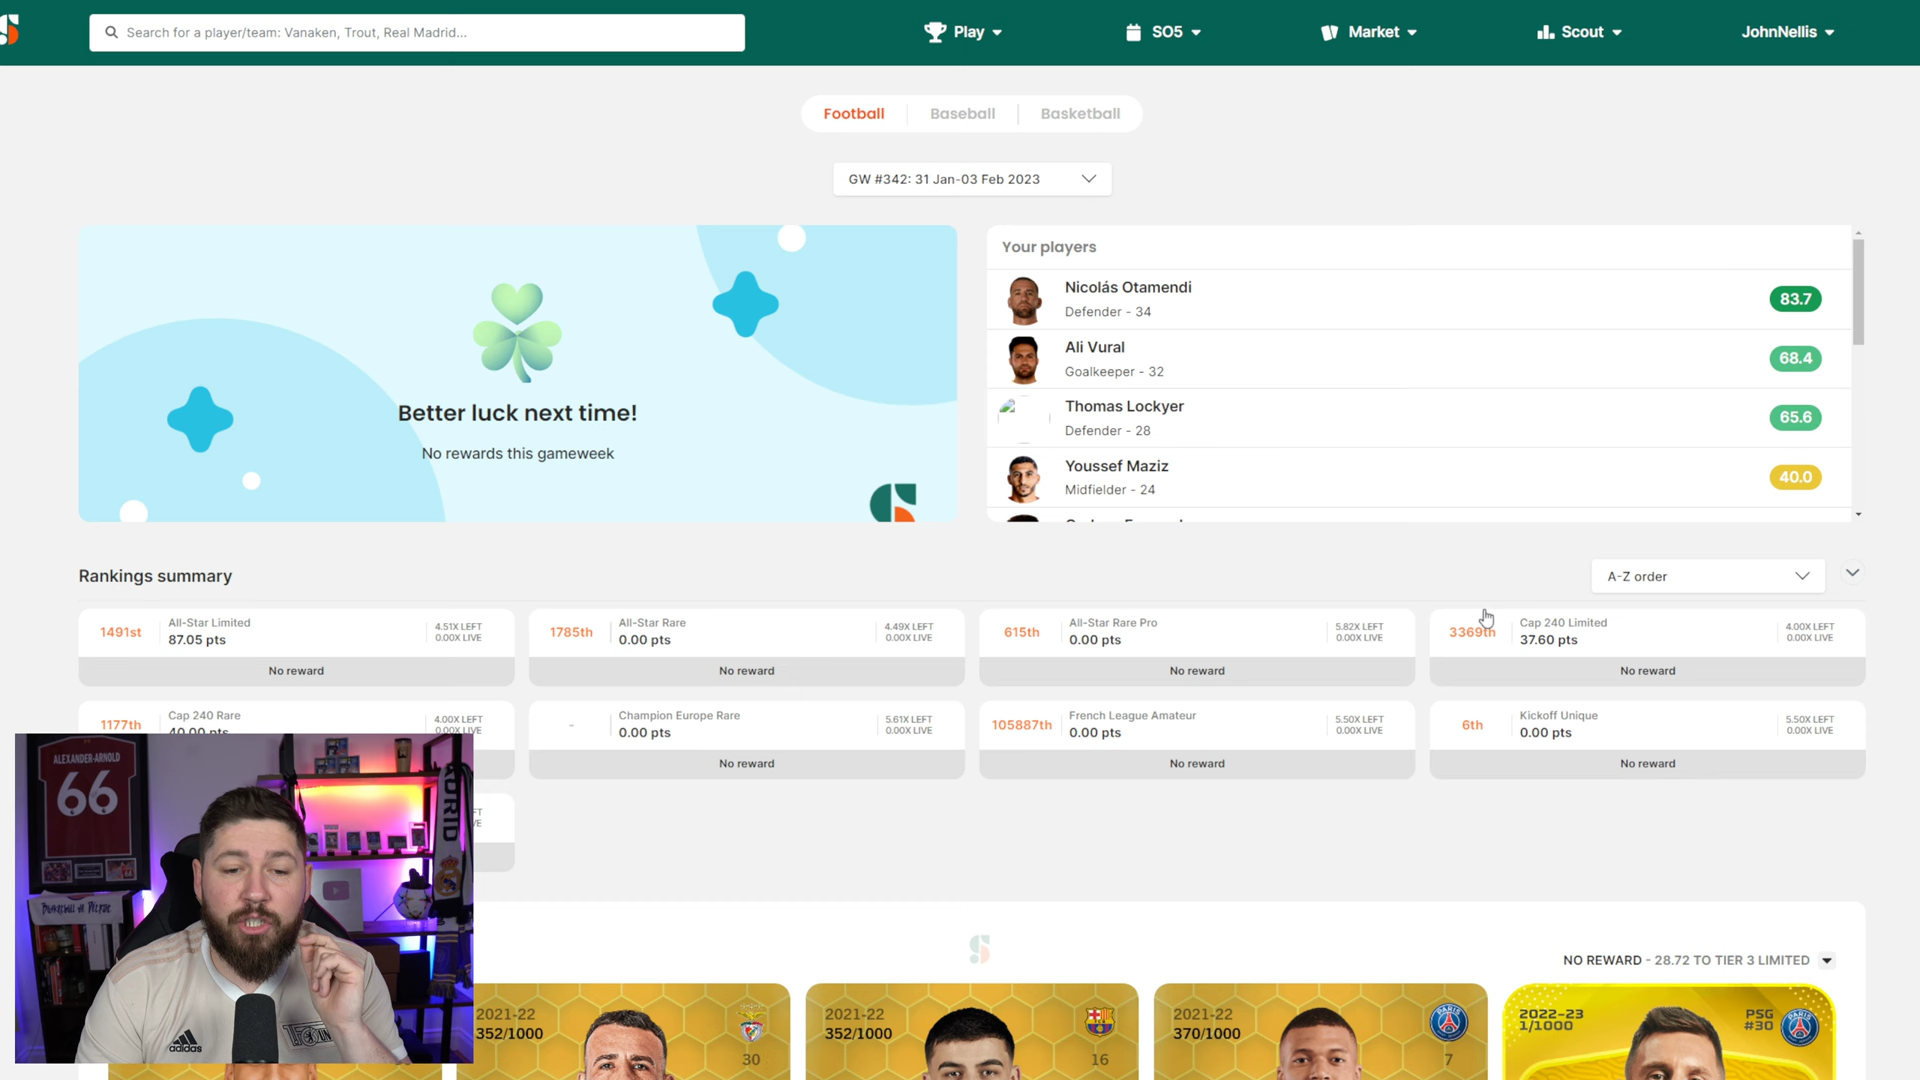 Search for a player/team: Vanaken, Trout, Real Madrid...
Play
SO5
Market
Scout
JohnNellis
Football
Baseball
Basketball
GW #342: 31 Jan-03 Feb 2023
Better luck next time!
No rewards this gameweek
Your players
Nicolás Otamendi
Defender - 34
83.7
Ali Vural
Goalkeeper - 32
68.4
Thomas Lockyer
Defender - 28
65.6
Youssef Maziz
Midfielder - 24
40.0
Rankings summary
A-Z order
1491st
All-Star Limited
87.05 pts
4.51X LEFT
0.00X LIVE
No reward
1785th
All-Star Rare
0.00 pts
4.49X LEFT
0.00X LIVE
No reward
615th
All-Star Rare Pro
0.00 pts
5.82X LEFT
0.00X LIVE
No reward
3369th
Cap 240 Limited
37.60 pts
4.00X LEFT
0.00X LIVE
No reward
1177th
Cap 240 Rare
40.00 pts
4.00X LEFT
0.00X LIVE
-
Champion Europe Rare
0.00 pts
5.61X LEFT
0.00X LIVE
No reward
105887th
French League Amateur
0.00 pts
5.50X LEFT
0.00X LIVE
No reward
6th
Kickoff Unique
0.00 pts
5.50X LEFT
0.00X LIVE
No reward
ALEXANDER-ARNOLD
66
adidas
NO REWARD - 28.72 TO TIER 3 LIMITED
2021-22
352/1000
30
2021-22
352/1000
16
2021-22
370/1000
7
2022-23
1/1000
PSG
#30